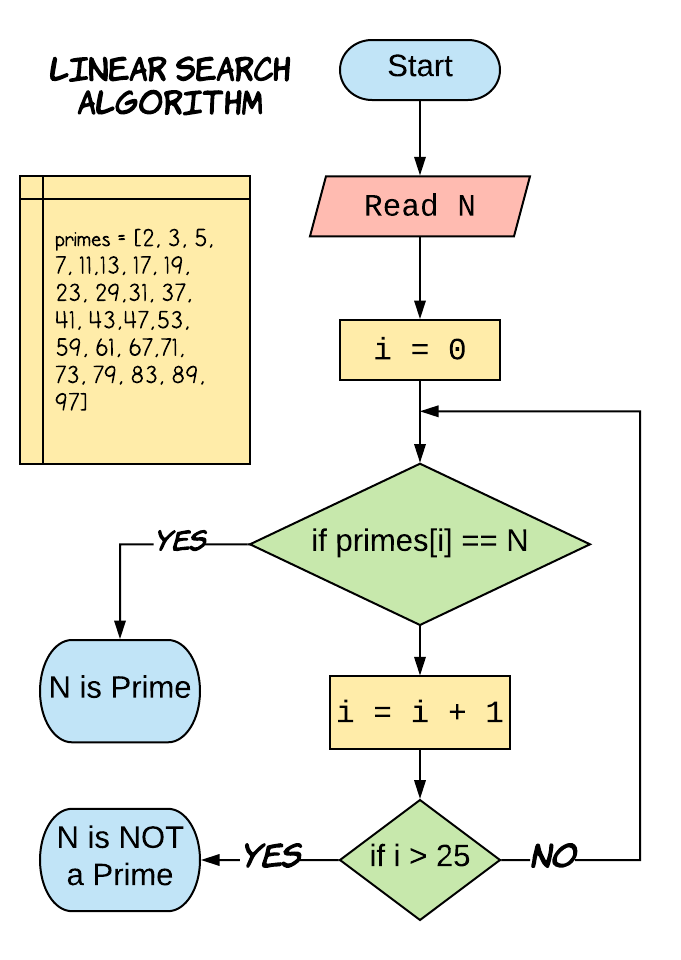 LINEAR SEARCH
ALGORITHM
Start
Read N
primes = [2, 3, 5,
7, 11,13, 17, 19,
23, 29,31, 37,
41, 43,47,53,
59, 61, 67,71,
73, 79, 83, 89,
97]
i = 0
if primes[i] == N
YES
N is Prime
i = i + 1
if i > 25
YES
NO
N is NOT
a Prime